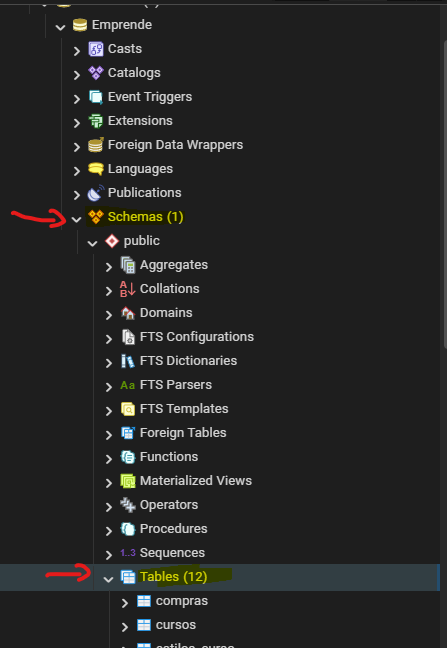 Emprende
Casts
Catalogs
Event Triggers
Extensions
Foreign Data Wrappers
Languages
Publications
Schemas (1)
public
Aggregates
Collations
Domains
FTS Configurations
FTS Dictionaries
Aa FTS Parsers
FTS Templates
Foreign Tables
Functions
Materialized Views
Operators
Procedures
1..3 Sequences
Tables (12)
compras
cursos